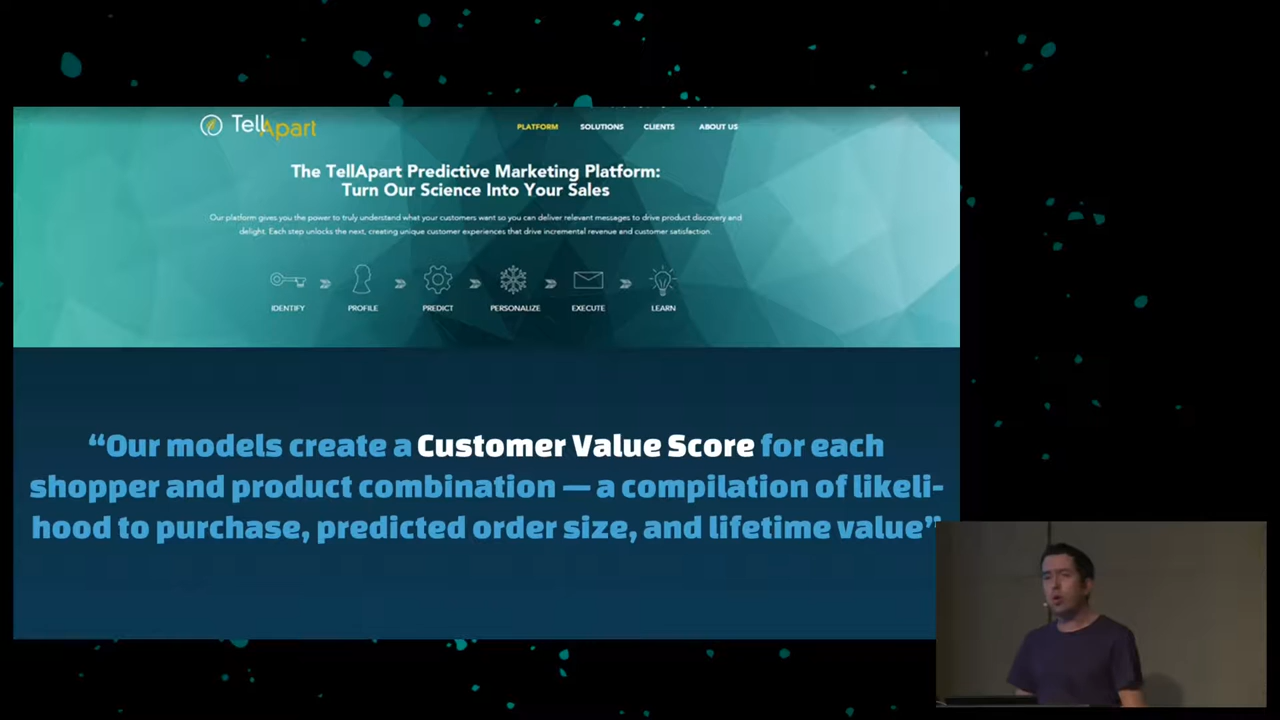 TellApart
PLATFORM SOLUTIONS CLIENTS ABOUT US
The TellApart Predictive Marketing Platform:
Turn Our Science Into Your Sales
Our platform gives you the power to truly understand what your customers want so you can deliver relevant messages to drive product discovery and
delight. Each step unlocks the next, creating unique customer experiences that drive incremental revenue and customer satisfaction.
IDENTIFY PROFILE PREDICT PERSONALIZE EXECUTE LEARN
“Our models create a Customer Value Score for each
shopper and product combination — a compilation of likeli-
hood to purchase, predicted order size, and lifetime value”